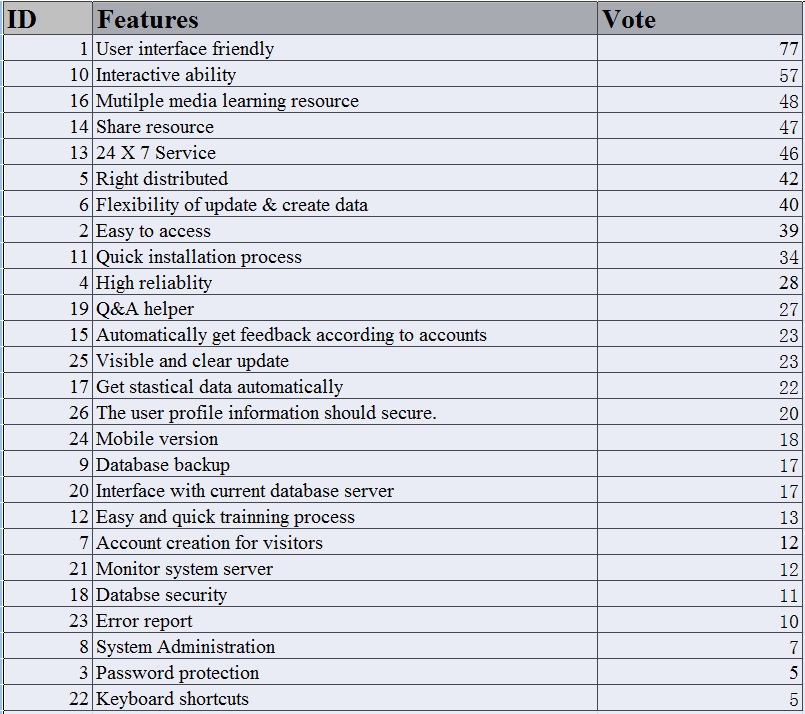 ID Features Vote
1 User interface friendly 77
10 Interactive ability 57
16 Mutilple media learning resource 48
14 Share resource 47
13 24 X 7 Service 46
5 Right distributed 42
6 Flexibility of update & create data 40
2 Easy to access 39
11 Quick installation process 34
4 High reliablity 28
19 Q&A helper 27
15 Automatically get feedback according to accounts 23
25 Visible and clear update 23
17 Get stastical data automatically 22
26 The user profile information should secure. 20
24 Mobile version 18
9 Database backup 17
20 Interface with current database server 17
12 Easy and quick trainning process 13
7 Account creation for visitors 12
21 Monitor system server 12
18 Databse security 11
23 Error report 10
8 System Administration 7
3 Password protection 5
22 Keyboard shortcuts 5